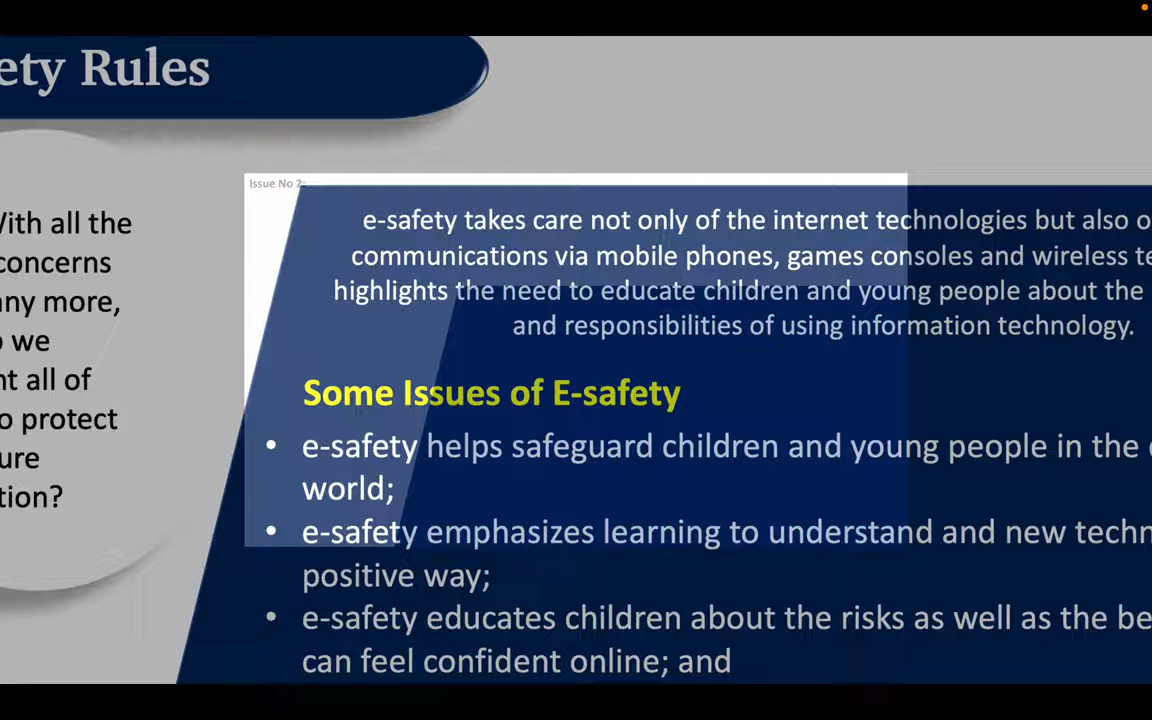 ety Rules
With all the
concerns
any more,
o we
nt all of
o protect
ure
tion?
Issue No 2:
e-safety takes care not only of the internet technologies but also o
communications via mobile phones, games consoles and wireless te
highlights the need to educate children and young people about the
and responsibilities of using information technology.
Some Issues of E-safety
• e-safety helps safeguard children and young people in the
world;
• e-safety emphasizes learning to understand and new techn
positive way;
• e-safety educates children about the risks as well as the be
can feel confident online; and